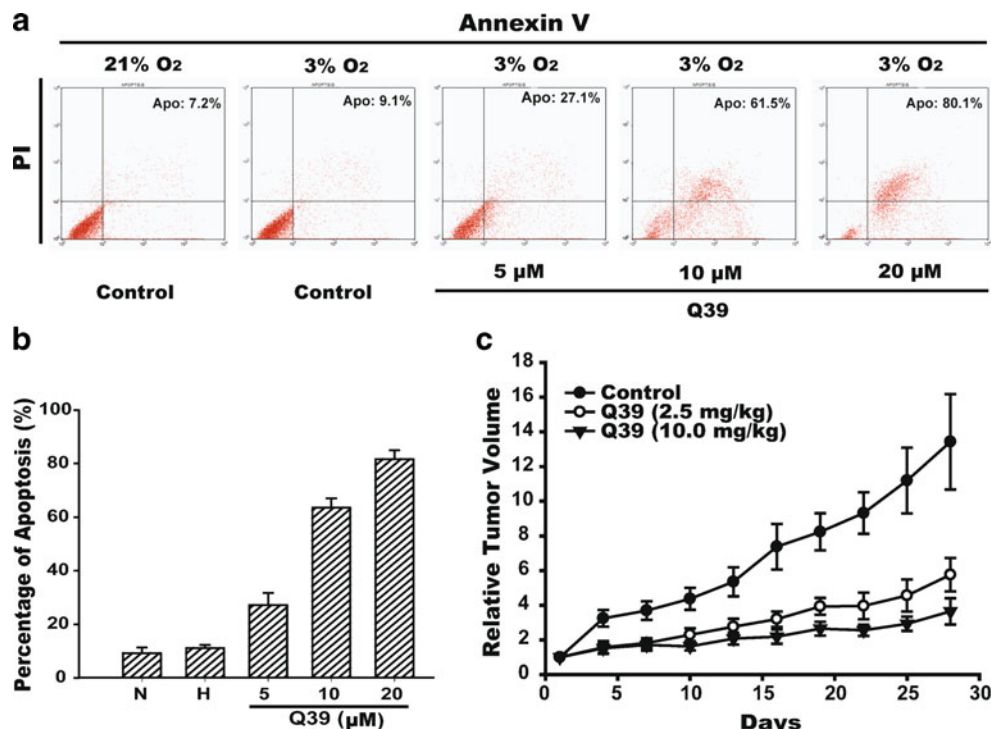 a
Annexin V
21% O2 3% O2 3% O2 3% O2 3% O2
Apo: 7.2% Apo: 9.1% Apo: 27.1% Apo: 61.5% Apo: 80.1%
PI
5 μM 10 μM 20 μM
Control Control
Q39
b
Percentage of Apoptosis (%)
100
80
60
40
20
0
N H 5 10 20
Q39 (μM)
c
Relative Tumor Volume
18
16
14
12
10
8
6
4
2
0
Control
Q39 (2.5 mg/kg)
Q39 (10.0 mg/kg)
0 5 10 15 20 25 30
Days